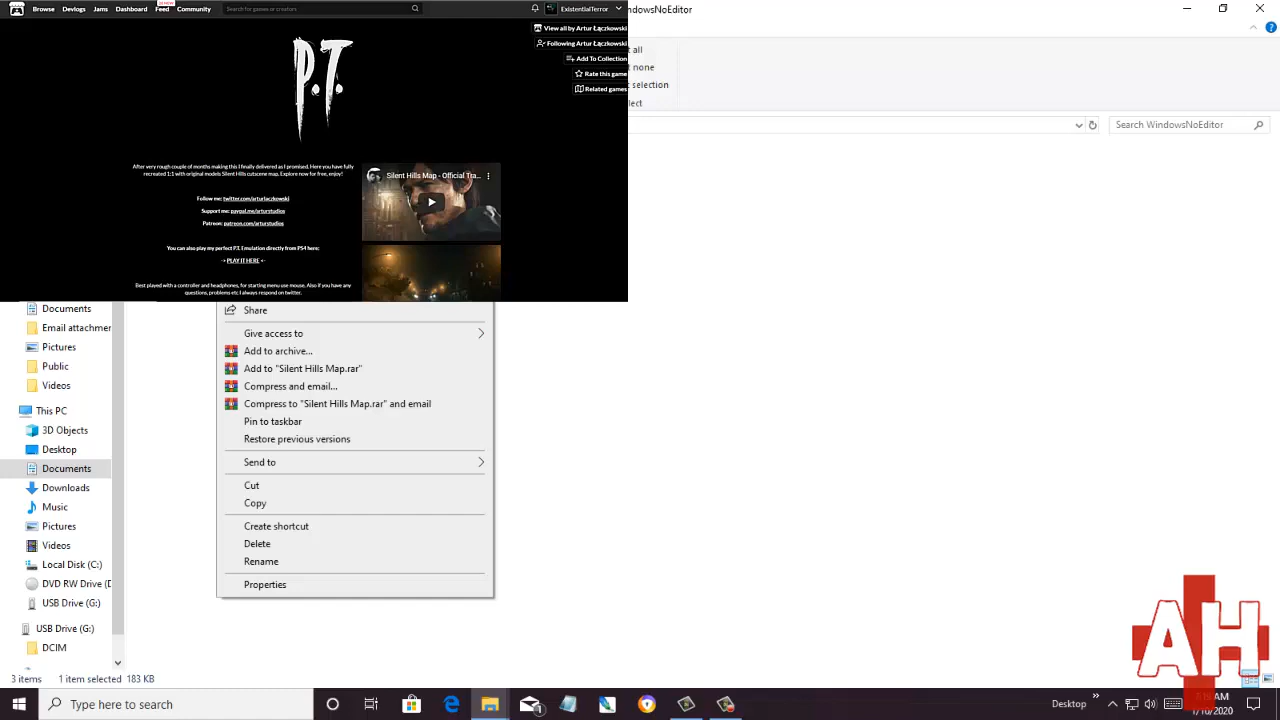 Browse Devlogs Jams Dashboard Feed Community
Search for games or creators
ExistentialTerror
View all by Artur Łączkowski
Following Artur Łączkowski
Add To Collection
Rate this game
Related games
P.T.
After very rough couple of months making this I finally delivered as I promised. Here you have fully
recreated 1:1 with original models Silent Hills cutscene map. Explore now for free, enjoy!
Follow me: twitter.com/arturlaczkowski
Support me: paypal.me/arturstudios
Patreon: patreon.com/arturstudios
You can also play my perfect P.T. Emulation directly from PS4 here:
-> PLAY IT HERE <-
Best played with a controller and headphones, for starting menu use mouse. Also if you have any
questions, problems etc I always respond on twitter.
Silent Hills Map - Official Tra...
all
none
selection
Search WindowsNoEditor
Documents
Email attachmer
Pictures
Public
Videos
This PC
3D Objects
Desktop
Documents
Downloads
Music
Pictures
Videos
Local Disk (C:)
DVD RW Drive (D
USB Drive (G:)
USB Drive (G:)
DCIM
Share
Give access to
Add to archive...
Add to "Silent Hills Map.rar"
Compress and email...
Compress to "Silent Hills Map.rar" and email
Pin to taskbar
Restore previous versions
Send to
Cut
Copy
Create shortcut
Delete
Rename
Properties
3 items 1 item selected 183 KB
AH
Type here to search
Desktop
AM
1/10/2020